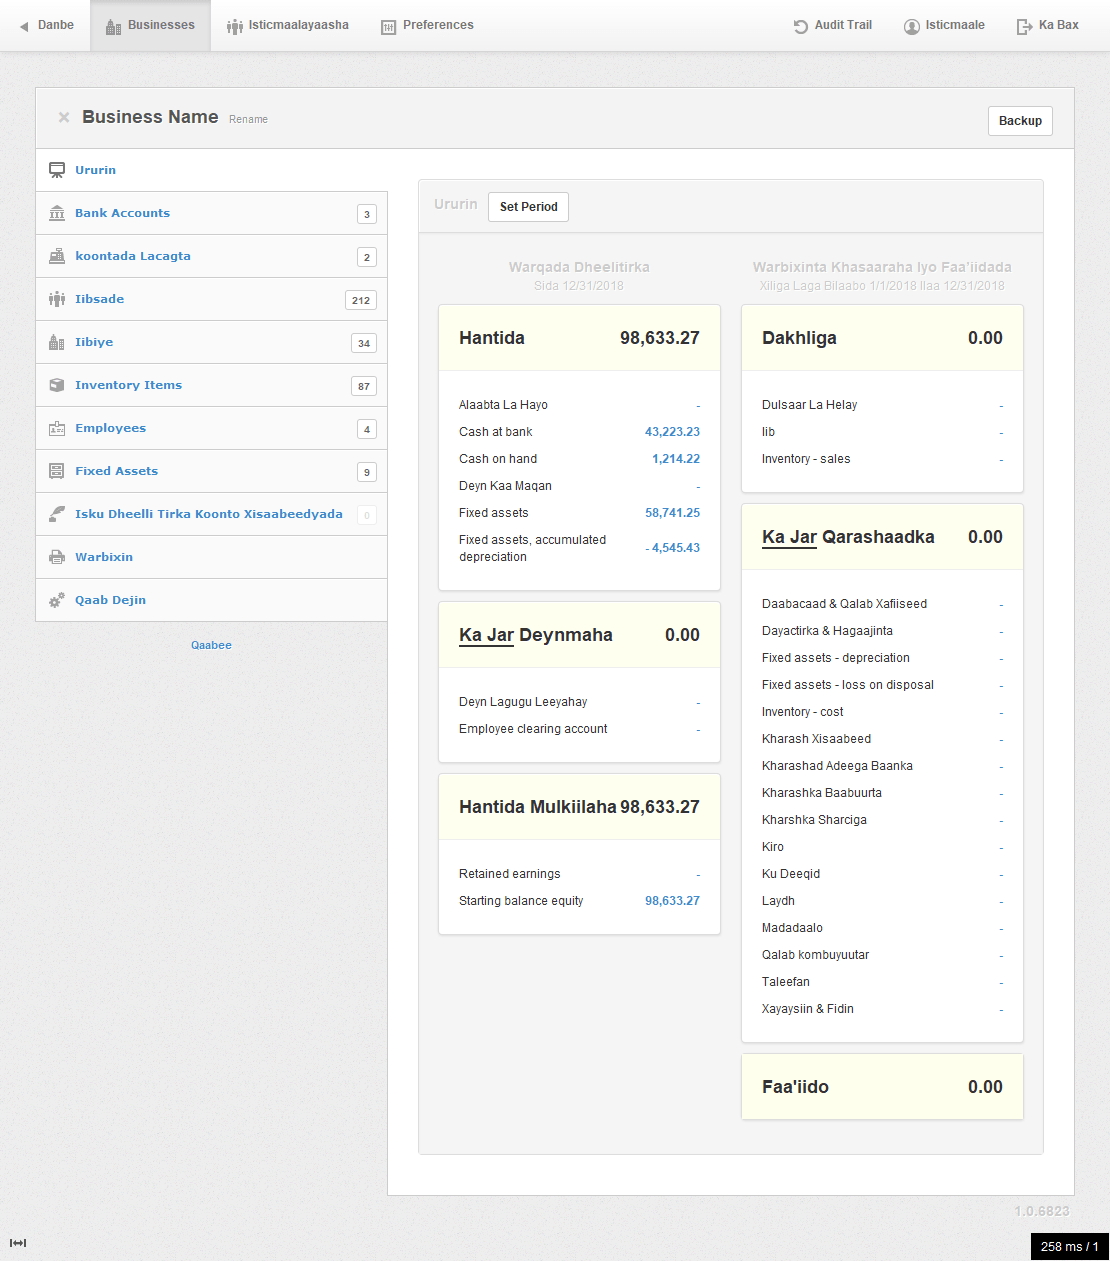 Danbe
Businesses
Isticmaalayaasha
Preferences
Audit Trail
Isticmaale
Ka Bax
Business Name Rename
Backup
Ururin
Bank Accounts 3
koontada Lacagta 2
Iibsade 212
Iibiye 34
Inventory Items 87
Employees 4
Fixed Assets 9
Isku Dheelli Tirka Koonto Xisaabeedyada 0
Warbixin
Qaab Dejin
Qaabee
Ururin Set Period
Warqada Dheelitirka
Sida 12/31/2018
Hantida 98,633.27
Alaabta La Hayo -
Cash at bank 43,223.23
Cash on hand 1,214.22
Deyn Kaa Maqan -
Fixed assets 58,741.25
Fixed assets, accumulated
depreciation - 4,545.43
Ka Jar Deynmaha 0.00
Deyn Lagugu Leeyahay -
Employee clearing account -
Hantida Mulkiilaha 98,633.27
Retained earnings -
Starting balance equity 98,633.27
Warbixinta Khasaaraha Iyo Faa'iidada
Xiliga Laga Bilaabo 1/1/2018 Ilaa 12/31/2018
Dakhliga 0.00
Dulsaar La Helay -
Iib -
Inventory - sales -
Ka Jar Qarashaadka 0.00
Daabacaad & Qalab Xafiiseed -
Dayactirka & Hagaajinta -
Fixed assets - depreciation -
Fixed assets - loss on disposal -
Inventory - cost -
Kharash Xisaabeed -
Kharashad Adeega Baanka -
Kharashka Baabuurta -
Kharshka Sharciga -
Kiro -
Ku Deeqid -
Laydh -
Madadaalo -
Qalab kombuyuutar -
Taleefan -
Xayaysiin & Fidin -
Faa'iido 0.00
1.0.6823
258 ms / 1